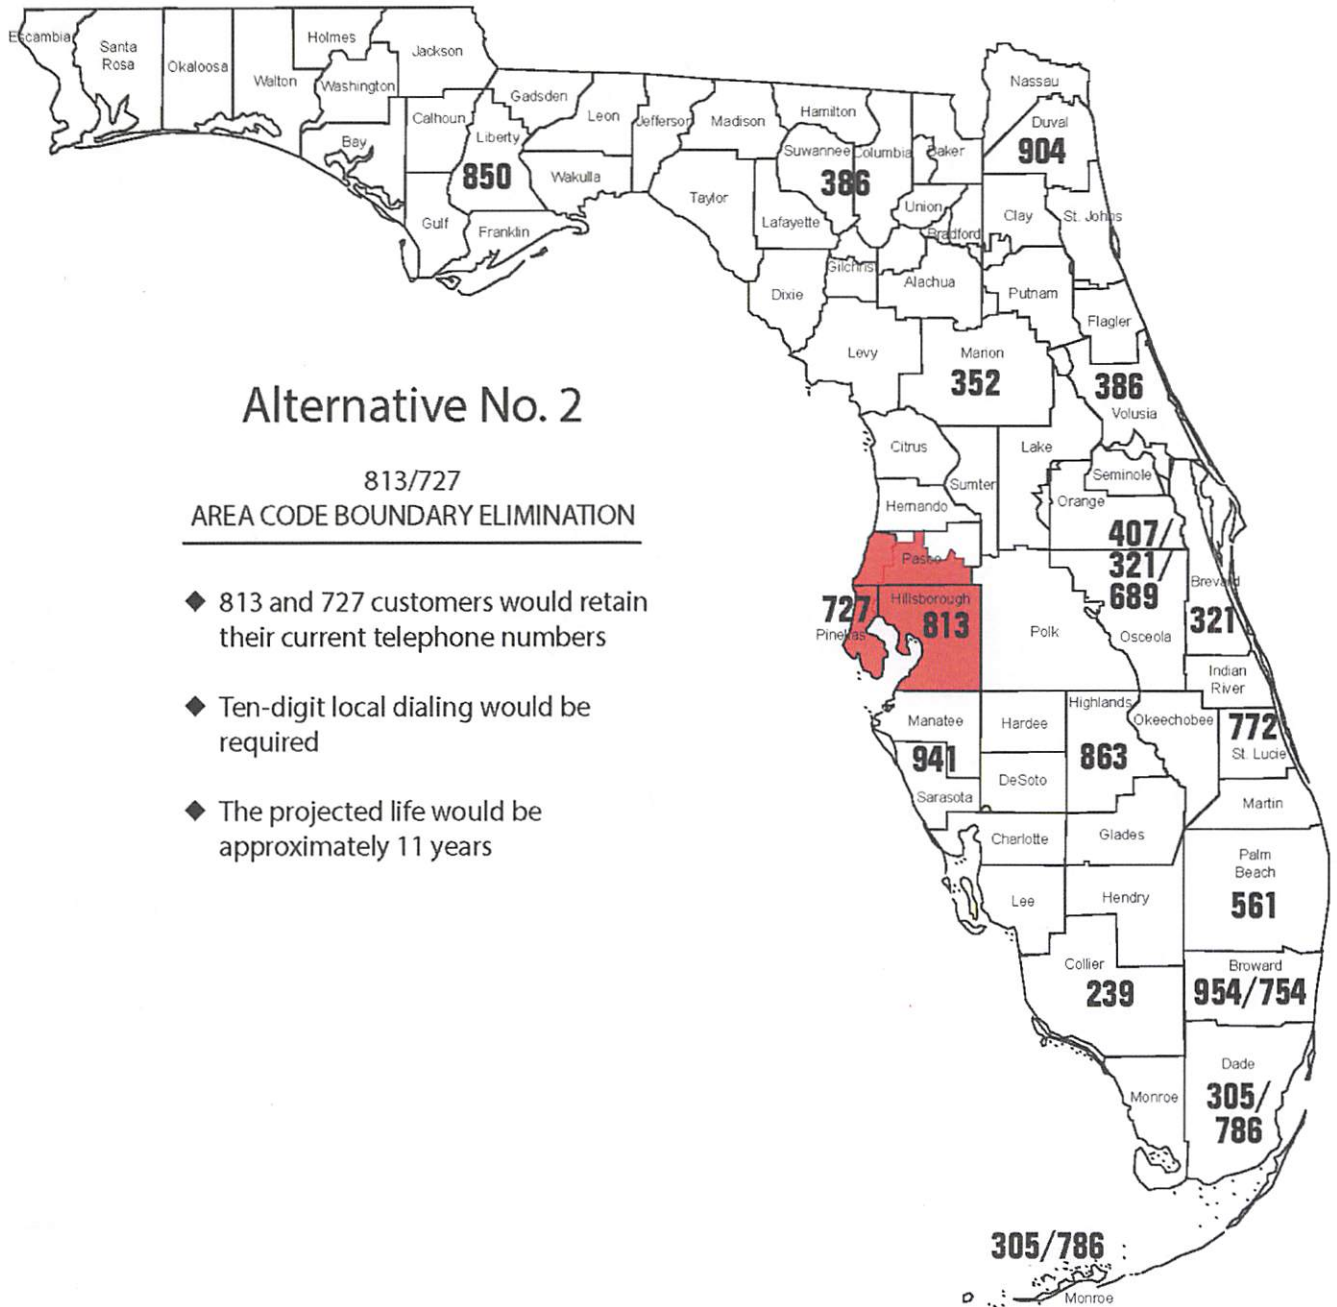 Escambia
Santa
Rosa
Okaloosa
Walton
Holmes
Washington
Jackson
Bay
Calhoun
Gulf
Liberty
850
Gadsden
Franklin
Leon
Wakulla
Jefferson
Madison
Taylor
Hamilton
Suwannee
Columbia
386
Lafayette
Dixie
Gilchrist
Baker
Union
Bradford
Alachua
Nassau
Duval
904
Clay
St. Johns
Putnam
Flagler
Levy
Marion
352
386
Volusia
Alternative No. 2
813/727
AREA CODE BOUNDARY ELIMINATION
◆ 813 and 727 customers would retain
their current telephone numbers
◆ Ten-digit local dialing would be
required
◆ The projected life would be
approximately 11 years
Citrus
Sumter
Lake
Hernando
Seminole
Orange
407/
321/
689
Pasco
Hillsborough
813
727
Pinellas
Polk
Osceola
Brevard
321
Indian
River
Manatee
941
Sarasota
Hardee
DeSoto
Highlands
863
Okeechobee
772
St. Lucie
Martin
Charlotte
Glades
Palm
Beach
561
Lee
Hendry
Collier
239
Broward
954/754
Dade
305/
786
Monroe
305/786
Monroe